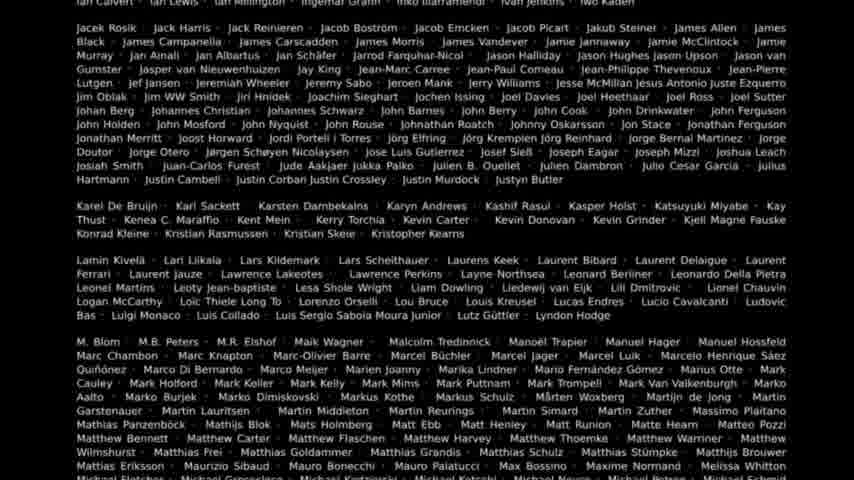 Ian Calvert · Ian Lewis · Ian Millington · Ingemar Grahn · Inko Illarramendi · Ivan Jenkins · Iwo Kaden
Jacek Rosik · Jack Harris · Jack Reinieren · Jacob Boström · Jacob Emcken · Jacob Picart · Jakub Steiner · James Allen · James
Black · James Campanella · James Carscadden · James Morris · James Vandever · Jamie Jannaway · Jamie McClintock · Jamie
Murray · Jan Ainali · Jan Albartus · Jan Schäfer · Jarrod Farquhar-Nicol · Jason Halliday · Jason Hughes Jason Upson · Jason van
Gumster · Jasper van Nieuwenhuizen · Jay King · Jean-Marc Carree · Jean-Paul Comeau · Jean-Philippe Thevenoux · Jean-Pierre
Lutgen · Jef Jansen · Jeremiah Wheeler · Jeremy Sabo · Jeroen Mank · Jerry Williams · Jesse McMillan Jesus Antonio Juste Ezquerro
Jim Oblak · Jim WW Smith · Jiri Hnidek · Joachim Sieghart · Jochen Issing · Joel Davies · Joel Heethaar · Joel Ross · Joel Sutter
Johan Berg · Johannes Christian · Johannes Schwarz · John Barnes · John Berry · John Cook · John Drinkwater · John Ferguson
John Holden · John Mosford · John Nyquist · John Rouse · Johnathan Roatch · Johnny Oskarsson · Jon Stace · Jonathan Ferguson
Jonathan Merritt · Joost Horward · Jordi Porteli i Torres · Jörg Elfring · Jörg Krempien Jörg Reinhard · Jorge Bernal Martinez · Jorge
Doutor · Jorge Otero · Jørgen Schøyen Nicolaysen · Jose Luis Gutierrez · Josef Sieß · Joseph Eagar · Joseph Mizzi · Joshua Leach
Josiah Smith · Juan-Carlos Furest · Jude Aakjaer Jukka Palko · Julien B. Ouellet · Julien Dambron · Julio Cesar Garcia · Julius
Hartmann · Justin Cambell · Justin Corban Justin Crossley · Justin Murdock · Justyn Butler
Karel De Bruijn · Karl Sackett · Karsten Dambekalns · Karyn Andrews · Kashif Rasul · Kasper Holst · Katsuyuki Miyabe · Kay
Thust · Kenea C. Maraffio · Kent Mein · Kerry Torchia · Kevin Carter · Kevin Donovan · Kevin Grinder · Kjell Magne Fauske
Konrad Kleine · Kristian Rasmussen · Kristian Skeie · Kristopher Kearns
Lamin Kivelä · Lari Liikala · Lars Kildemark · Lars Scheithauer · Laurens Keek · Laurent Bibard · Laurent Delaigue · Laurent
Ferrari · Laurent Jauze · Lawrence Lakeotes · Lawrence Perkins · Layne Northsea · Leonard Berliner · Leonardo Della Pietra
Leonel Martins · Leoty Jean-baptiste · Lesa Shole Wright · Liam Dowling · Liedewij van Eijk · Lili Dmitrovic · Lionel Chauvin
Logan McCarthy · Loïc Thiele Long To · Lorenzo Orselli · Lou Bruce · Louis Kreusel · Lucas Endres · Lucio Cavalcanti · Ludovic
Bas · Luigi Monaco · Luis Collado · Luis Sergio Saboia Moura Junior · Lutz Güttler · Lyndon Hodge
M. Blom · M.B. Peters · M.R. Elshof · Maik Wagner · Malcolm Tredinnick · Manoël Trapier · Manuel Hager · Manuel Hossfeld
Marc Chambon · Marc Knapton · Marc-Olivier Barre · Marcel Büchler · Marcel Jager · Marcel Luik · Marcelo Henrique Sáez
Quiñónez · Marco Di Bernardo · Marco Meijer · Marien Joanny · Marika Lindner · Mario Fernández Gómez · Marius Otte · Mark
Cauley · Mark Holford · Mark Keller · Mark Kelly · Mark Mims · Mark Puttnam · Mark Trompell · Mark Van Valkenburgh · Marko
Aalto · Marko Burjek · Marko Dimiskovski · Markus Kothe · Markus Schulz · Mårten Woxberg · Martijn de Jong · Martin
Garstenauer · Martin Lauritsen · Martin Middleton · Martin Reurings · Martin Simard · Martin Zuther · Massimo Plaitano
Mathias Panzenböck · Mathijs Blok · Mats Holmberg · Matt Ebb · Matt Henley · Matt Runion · Matte Hearn · Matteo Pozzi
Matthew Bennett · Matthew Carter · Matthew Flaschen · Matthew Harvey · Matthew Thoemke · Matthew Warriner · Matthew
Wilmshurst · Matthias Frei · Matthias Goldammer · Matthias Grandis · Matthias Schulz · Matthias Stümpke · Matthijs Brouwer
Mattias Eriksson · Maurizio Sibaud · Mauro Bonecchi · Mauro Palatucci · Max Bossino · Maxime Normand · Melissa Whitton